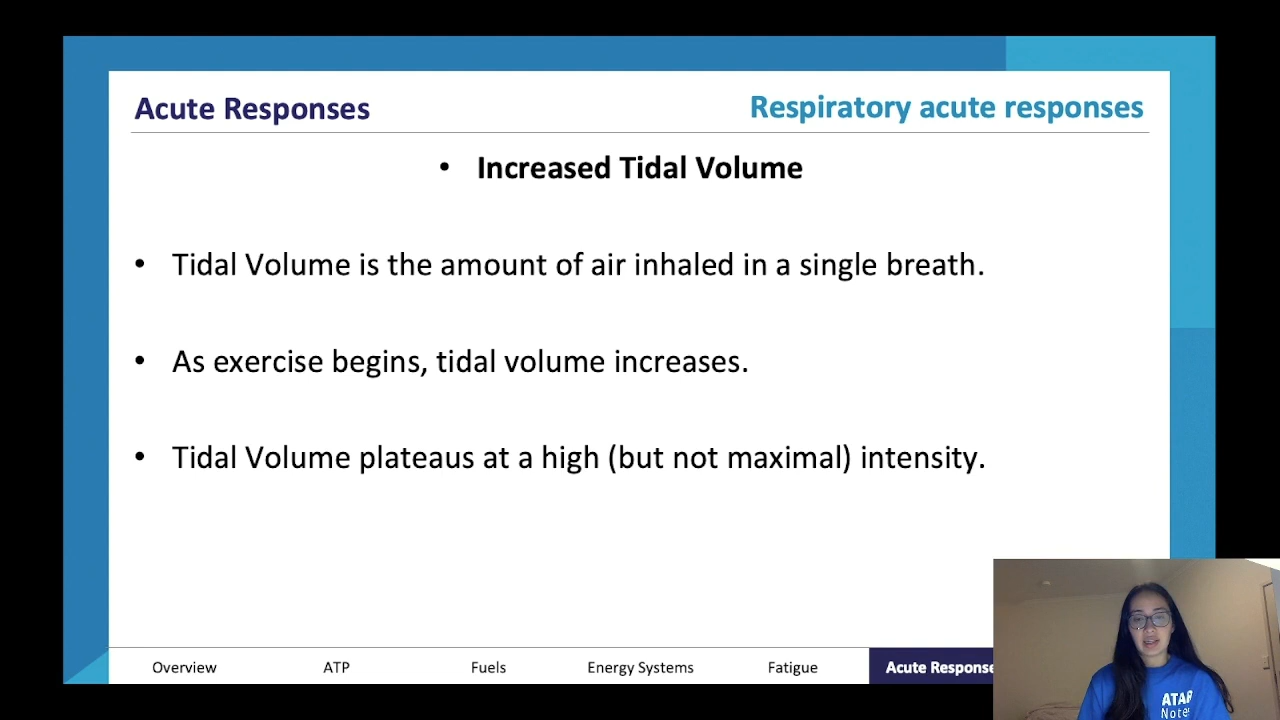 Acute Responses
Respiratory acute responses
• Increased Tidal Volume
• Tidal Volume is the amount of air inhaled in a single breath.
• As exercise begins, tidal volume increases.
• Tidal Volume plateaus at a high (but not maximal) intensity.
Overview ATP Fuels Energy Systems Fatigue Acute Response
ATAR
Notes